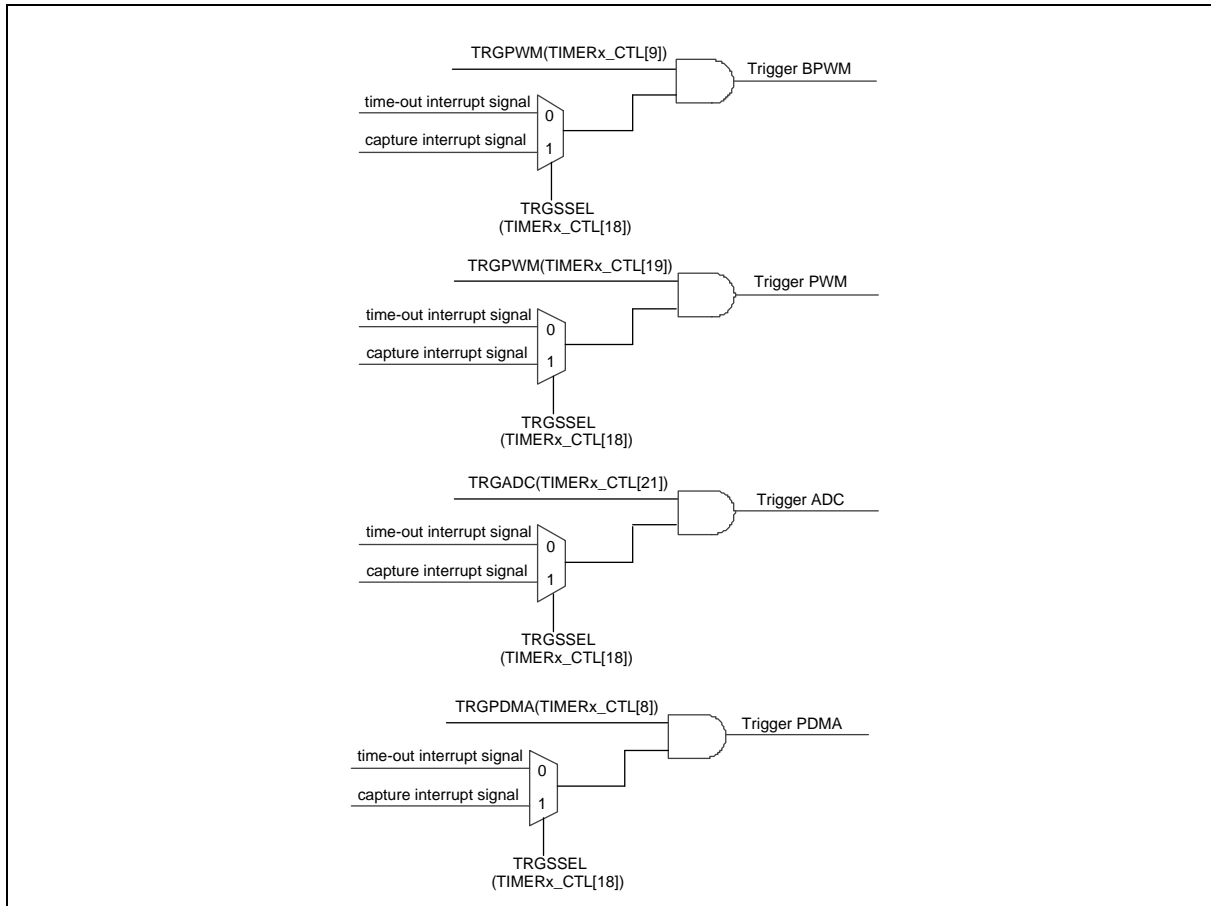 TRGPWM(TIMERx_CTL[9])
Trigger BPWM
time-out interrupt signal
0
capture interrupt signal
1
TRGSSEL
(TIMERx_CTL[18])
TRGPWM(TIMERx_CTL[19])
Trigger PWM
time-out interrupt signal
0
capture interrupt signal
1
TRGSSEL
(TIMERx_CTL[18])
TRGADC(TIMERx_CTL[21])
Trigger ADC
time-out interrupt signal
0
capture interrupt signal
1
TRGSSEL
(TIMERx_CTL[18])
TRGPDMA(TIMERx_CTL[8])
Trigger PDMA
time-out interrupt signal
0
capture interrupt signal
1
TRGSSEL
(TIMERx_CTL[18])